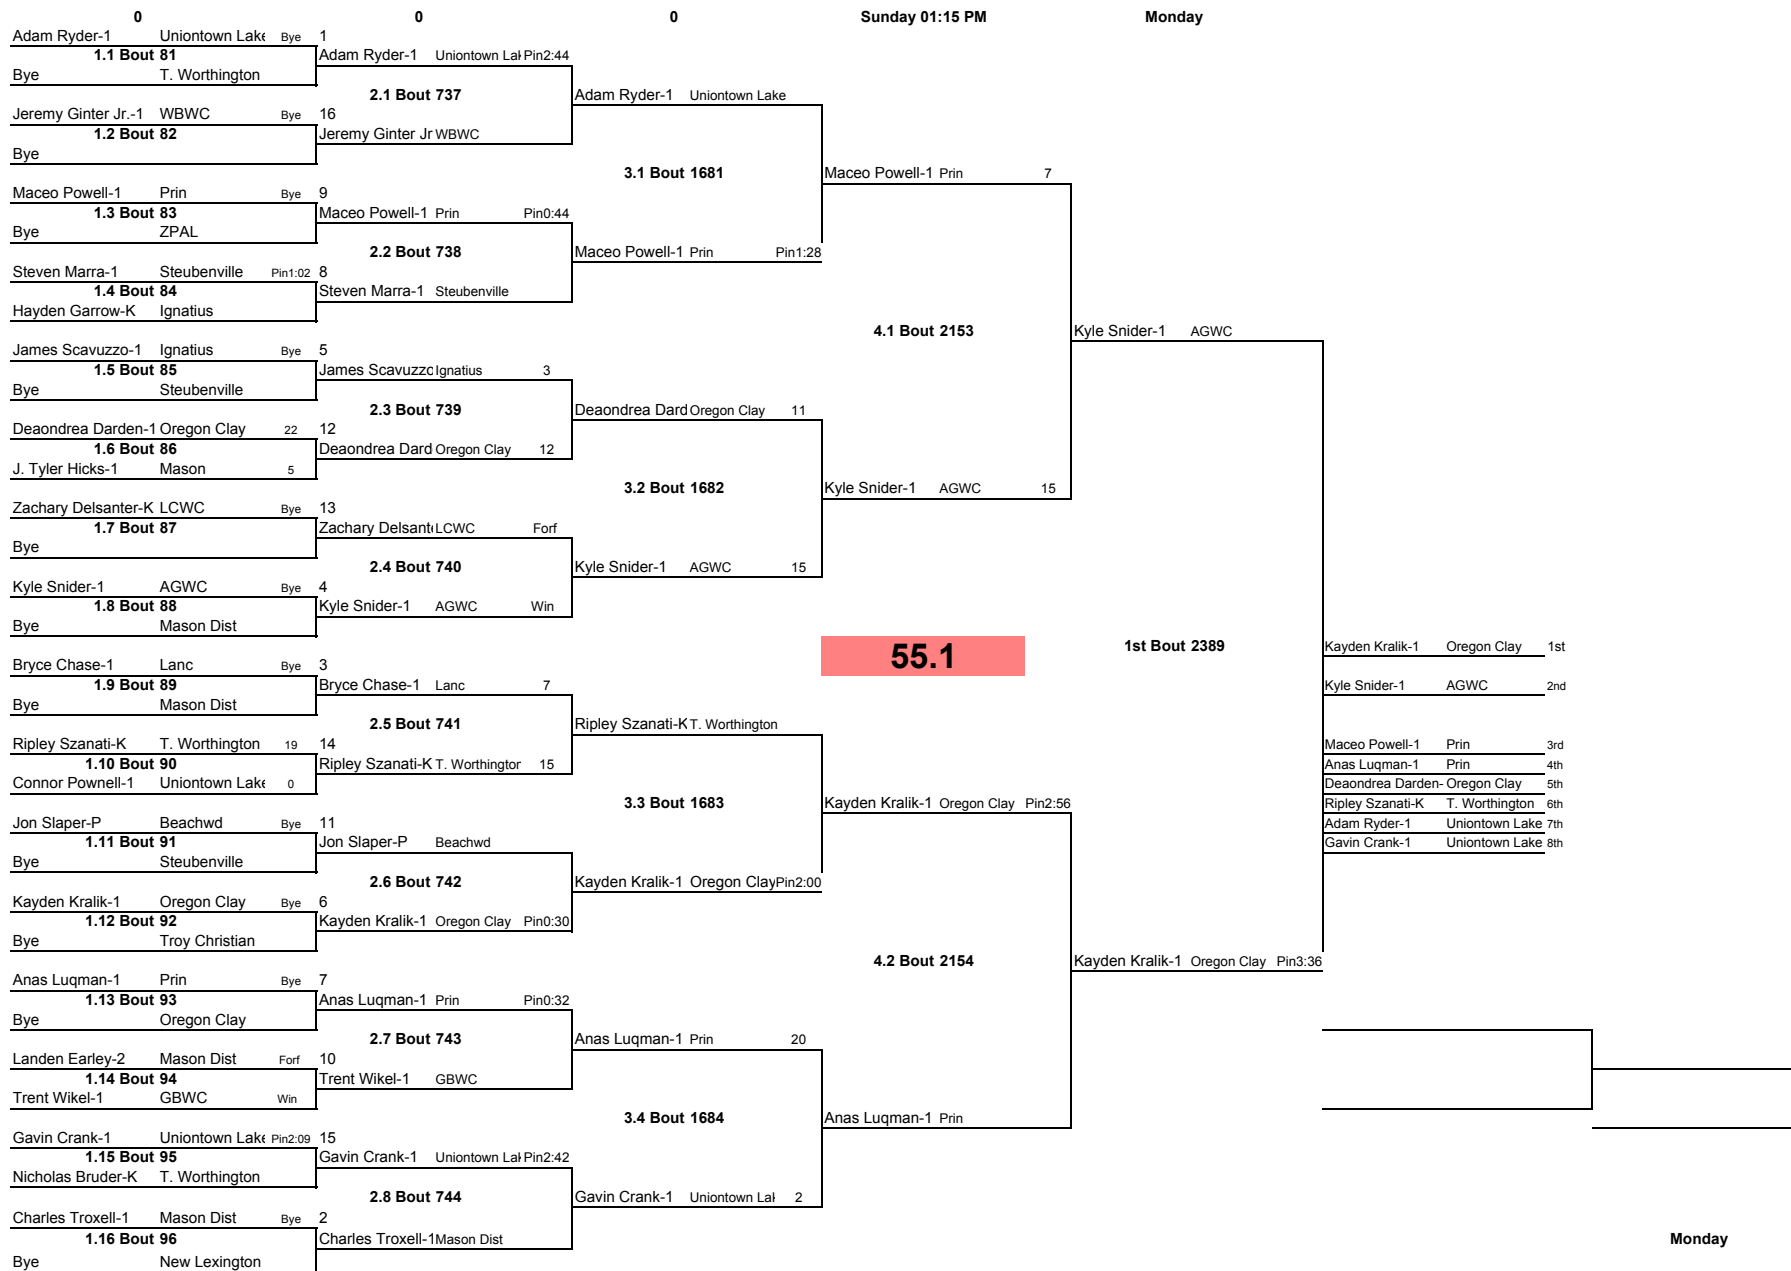 0 0 0 Sunday 01:15 PM Monday
Adam Ryder-1 Uniontown Lake Bye 1
1.1 Bout 81 Adam Ryder-1 Uniontown Lak Pin2:44
Bye T. Worthington
2.1 Bout 737 Adam Ryder-1 Uniontown Lake
Jeremy Ginter Jr.-1 WBWC Bye 16
1.2 Bout 82 Jeremy Ginter Jr WBWC
Bye
3.1 Bout 1681 Maceo Powell-1 Prin 7
Maceo Powell-1 Prin Bye 9
1.3 Bout 83 Maceo Powell-1 Prin Pin0:44
Bye ZPAL
2.2 Bout 738 Maceo Powell-1 Prin Pin1:28
Steven Marra-1 Steubenville Pin1:02 8
1.4 Bout 84 Steven Marra-1 Steubenville
Hayden Garrow-K Ignatius
4.1 Bout 2153 Kyle Snider-1 AGWC
James Scavuzzo-1 Ignatius Bye 5
1.5 Bout 85 James Scavuzzo Ignatius 3
Bye Steubenville
2.3 Bout 739 Deaondrea Dard Oregon Clay 11
Deaondrea Darden-1 Oregon Clay 22 12
1.6 Bout 86 Deaondrea Dard Oregon Clay 12
J. Tyler Hicks-1 Mason 5
3.2 Bout 1682 Kyle Snider-1 AGWC 15
Zachary Delsanter-K LCWC Bye 13
1.7 Bout 87 Zachary Delsante LCWC Forf
Bye
2.4 Bout 740 Kyle Snider-1 AGWC 15
Kyle Snider-1 AGWC Bye 4
1.8 Bout 88 Kyle Snider-1 AGWC Win
Bye Mason Dist
55.1 1st Bout 2389 Kayden Kralik-1 Oregon Clay 1st
Bryce Chase-1 Lanc Bye 3
1.9 Bout 89 Bryce Chase-1 Lanc 7 Kyle Snider-1 AGWC 2nd
Bye Mason Dist
2.5 Bout 741 Ripley Szanati-K T. Worthington
Ripley Szanati-K T. Worthington 19 14 Maceo Powell-1 Prin 3rd
1.10 Bout 90 Ripley Szanati-K T. Worthington 15 Anas Luqman-1 Prin 4th
Connor Pownell-1 Uniontown Lake 0 Deaondrea Darden- Oregon Clay 5th
3.3 Bout 1683 Kayden Kralik-1 Oregon Clay Pin2:56 Ripley Szanati-K T. Worthington 6th
Jon Slaper-P Beachwd Bye 11 Adam Ryder-1 Uniontown Lake 7th
1.11 Bout 91 Jon Slaper-P Beachwd Gavin Crank-1 Uniontown Lake 8th
Bye Steubenville
2.6 Bout 742 Kayden Kralik-1 Oregon Clay Pin2:00
Kayden Kralik-1 Oregon Clay Bye 6
1.12 Bout 92 Kayden Kralik-1 Oregon Clay Pin0:30
Bye Troy Christian
4.2 Bout 2154 Kayden Kralik-1 Oregon Clay Pin3:36
Anas Luqman-1 Prin Bye 7
1.13 Bout 93 Anas Luqman-1 Prin Pin0:32
Bye Oregon Clay
2.7 Bout 743 Anas Luqman-1 Prin 20
Landen Earley-2 Mason Dist Forf 10
1.14 Bout 94 Trent Wikel-1 GBWC
Trent Wikel-1 GBWC Win
3.4 Bout 1684 Anas Luqman-1 Prin
Gavin Crank-1 Uniontown Lake Pin2:09 15
1.15 Bout 95 Gavin Crank-1 Uniontown Lak Pin2:42
Nicholas Bruder-K T. Worthington
2.8 Bout 744 Gavin Crank-1 Uniontown Lak 2
Charles Troxell-1 Mason Dist Bye 2
1.16 Bout 96 Charles Troxell-1 Mason Dist Monday
Bye New Lexington